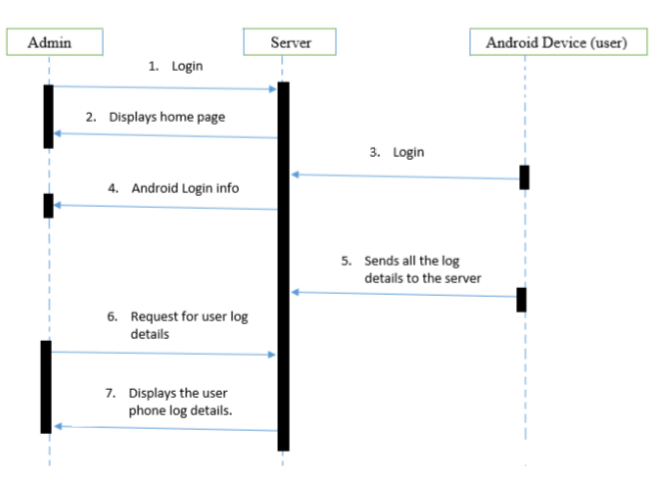 Admin
Server
Android Device (user)
1. Login
2. Displays home page
3. Login
4. Android Login info
5. Sends all the log
details to the server
6. Request for user log
details
7. Displays the user
phone log details.